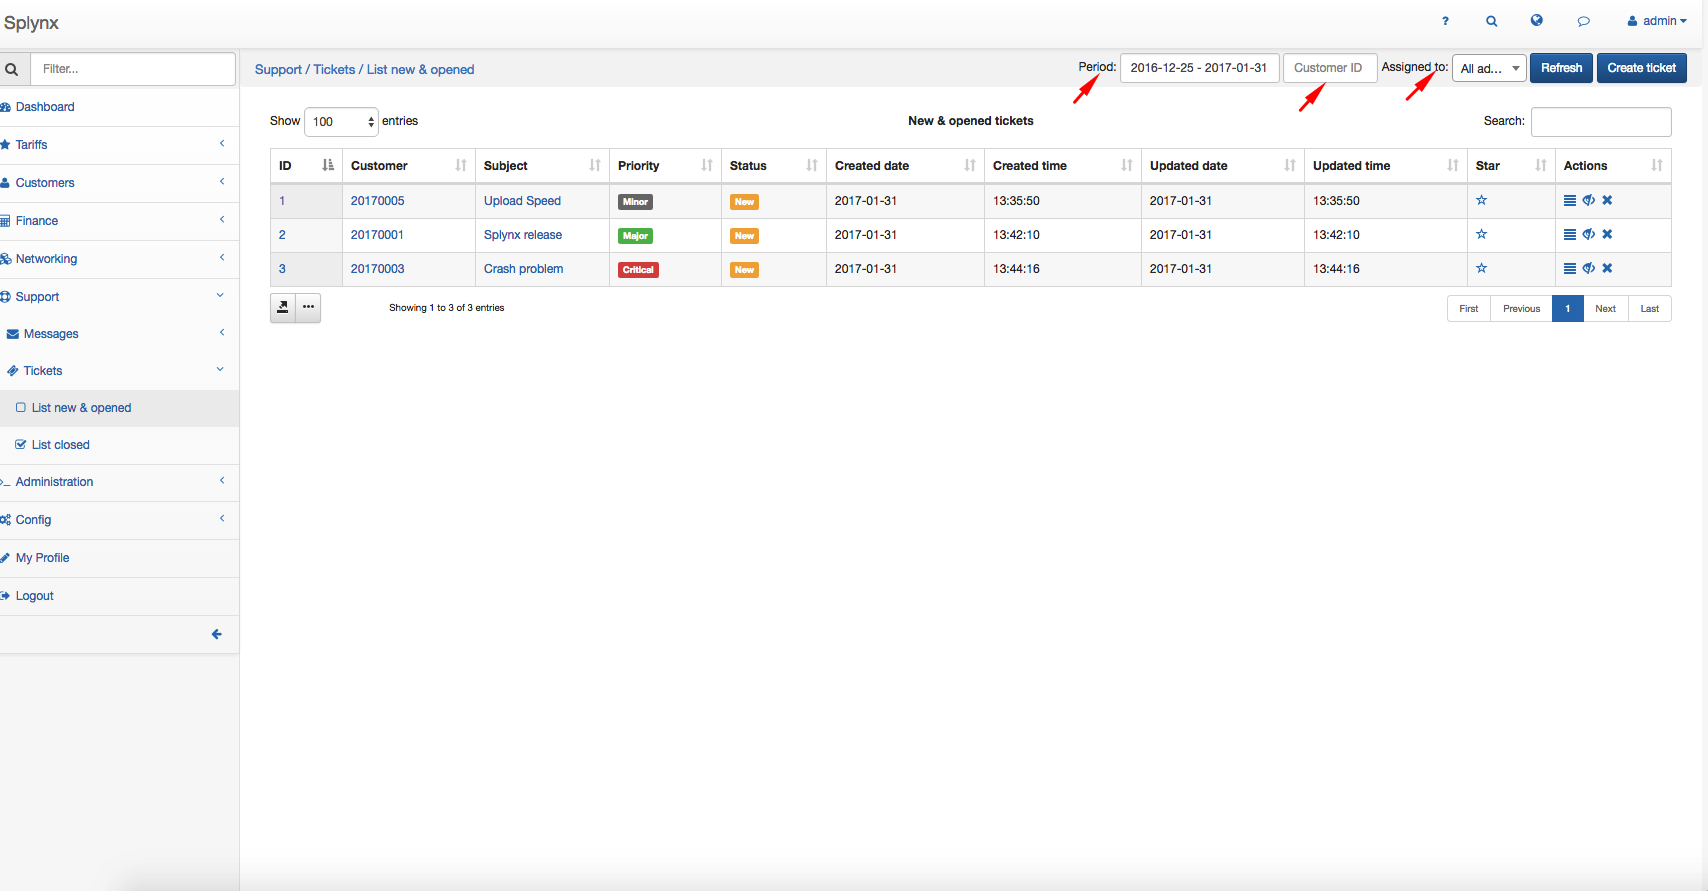 Splynx
? admin
Filter...
Support / Tickets / List new & opened
Period: 2016-12-25 - 2017-01-31 Customer ID Assigned to: All ad... Refresh Create ticket
Dashboard
Tariffs
Customers
Finance
Networking
Support
Messages
Tickets
List new & opened
List closed
Administration
Config
My Profile
Logout
Show 100 entries
New & opened tickets
Search:
ID Customer Subject Priority Status Created date Created time Updated date Updated time Star Actions
1 20170005 Upload Speed Minor New 2017-01-31 13:35:50 2017-01-31 13:35:50
2 20170001 Splynx release Major New 2017-01-31 13:42:10 2017-01-31 13:42:10
3 20170003 Crash problem Critical New 2017-01-31 13:44:16 2017-01-31 13:44:16
Showing 1 to 3 of 3 entries
First Previous 1 Next Last